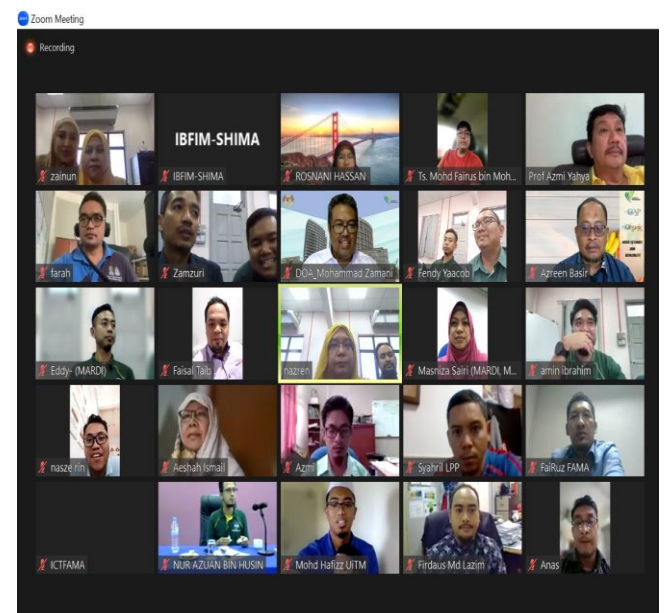 Zoom Meeting
Recording
zainun
IBFIM-SHIMA
IBFIM-SHIMA
ROSNANI HASSAN
Ts. Mohd Fairus bin Moh...
Prof Azmi Yahya
farah
Zamzuri
DOA_Mohammad Zamani
Fendy Yaacob
Azreen Basir
Eddy- (MARDI)
Faisal Taib
nazren
Masniza Sairi (MARDI, M...
amin ibrahim
nasze rin
Aeshah Ismail
Azmi
Syahril LPP
FaiRuz FAMA
ICTFAMA
NUR AZUAN BIN HUSIN
Mohd Hafizz UiTM
Firdaus Md Lazim
Anas